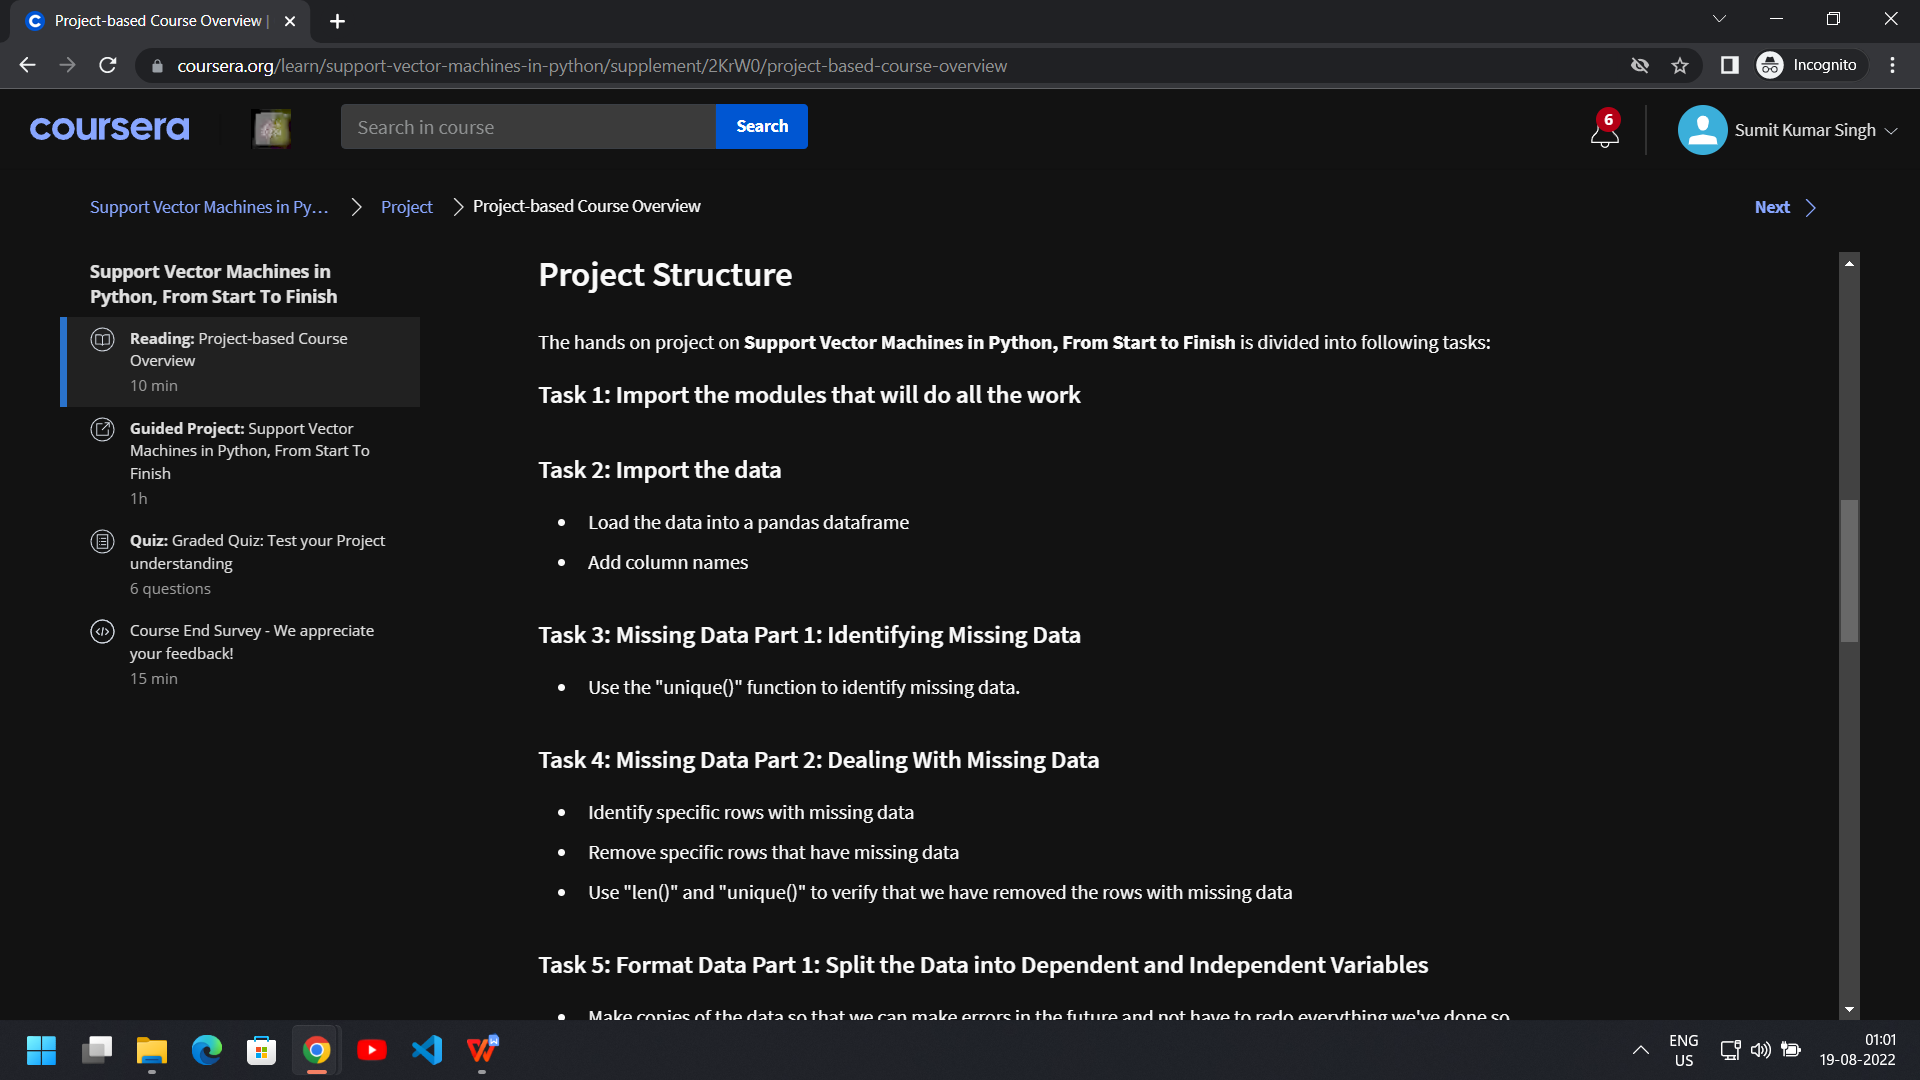 Project-based Course Overview |
coursera.org/learn/support-vector-machines-in-python/supplement/2KrW0/project-based-course-overview
Incognito
coursera
Search in course
Search
6
Sumit Kumar Singh
Support Vector Machines in Py...
Project
Project-based Course Overview
Next
Support Vector Machines in
Python, From Start To Finish
Reading: Project-based Course
Overview
10 min
Guided Project: Support Vector
Machines in Python, From Start To
Finish
1h
Quiz: Graded Quiz: Test your Project
understanding
6 questions
Course End Survey - We appreciate
your feedback!
15 min
Project Structure
The hands on project on Support Vector Machines in Python, From Start to Finish is divided into following tasks:
Task 1: Import the modules that will do all the work
Task 2: Import the data
• Load the data into a pandas dataframe
• Add column names
Task 3: Missing Data Part 1: Identifying Missing Data
• Use the "unique()" function to identify missing data.
Task 4: Missing Data Part 2: Dealing With Missing Data
• Identify specific rows with missing data
• Remove specific rows that have missing data
• Use "len()" and "unique()" to verify that we have removed the rows with missing data
Task 5: Format Data Part 1: Split the Data into Dependent and Independent Variables
• Make copies of the data so that we can make errors in the future and not have to redo everything we've done so
ENG
US
01:01
19-08-2022